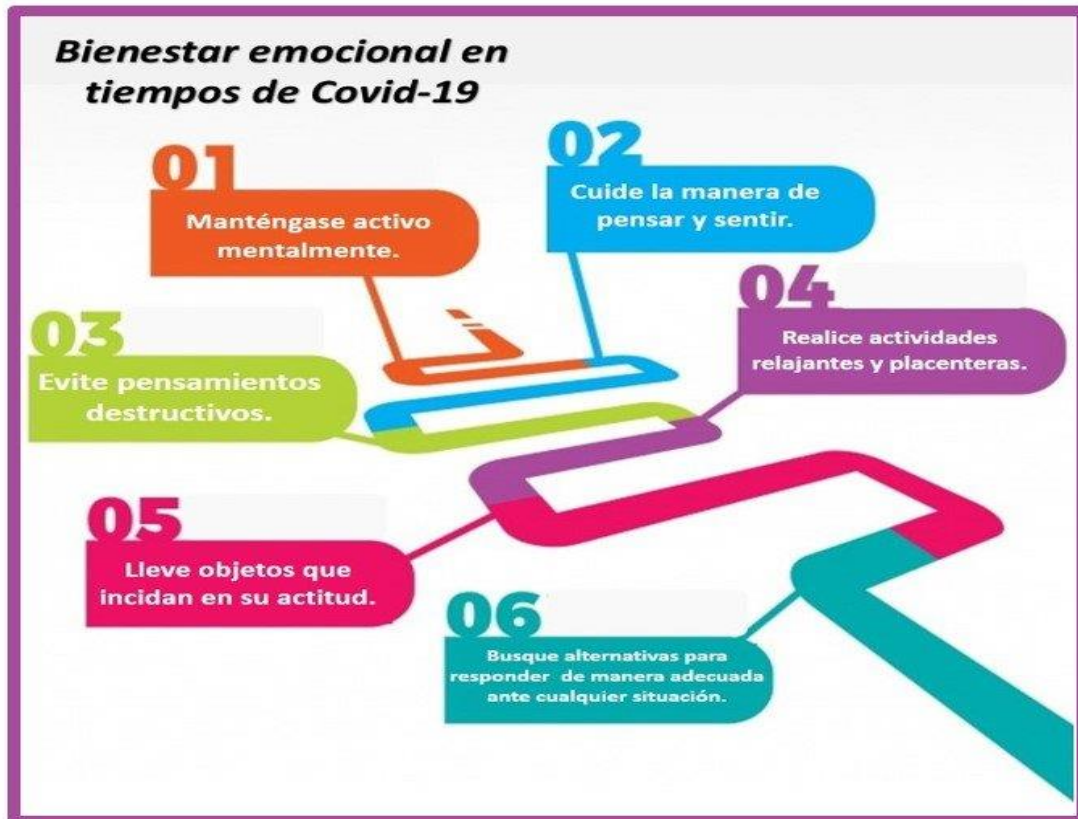 Bienestar emocional en
tiempos de Covid-19
01
Manténgase activo
mentalmente.
02
Cuide la manera de
pensar y sentir.
03
Evite pensamientos
destructivos.
04
Realice actividades
relajantes y placenteras.
05
Lleve objetos que
incidan en su actitud.
06
Busque alternativas para
responder de manera adecuada
ante cualquier situación.